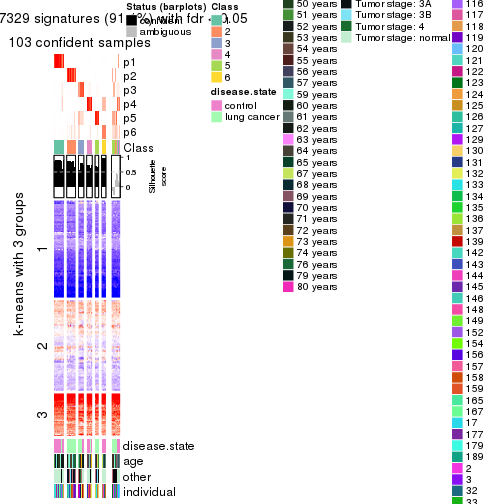 7329 signatures (91
05
103 confident samples
p1
p2
p3
p4
p5
p6
Class
1
0.5
0
Silhouette
score
k-means with 3 groups
1
2
3
disease.state
age
other
individual
Status (barplots)
ambiguous
Class
1
2
3
4
5
6
disease.state
control
lung cancer
50 years
51 years
52 years
53 years
54 years
55 years
56 years
57 years
59 years
60 years
61 years
62 years
63 years
64 years
65 years
67 years
68 years
69 years
70 years
71 years
72 years
73 years
74 years
76 years
79 years
80 years
Tumor stage: 3A
Tumor stage: 3B
Tumor stage: 4
Tumor stage: normal
116
117
118
119
120
121
122
123
124
125
126
127
129
130
131
132
133
134
135
136
137
139
142
143
144
145
146
148
149
152
154
156
157
158
159
165
167
17
177
179
189
2
3
32
33